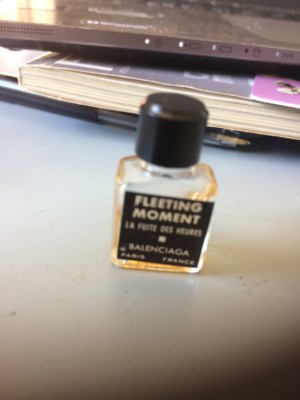 FLEETING
MOMENT
LA FUITE DES HEURES
BALENCIAGA
PARIS FRANCE